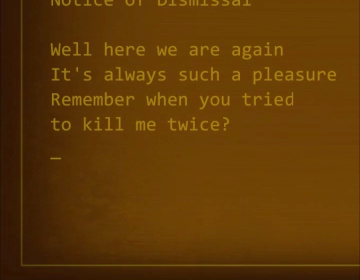 Notice of Dismissal
Well here we are again
It's always such a pleasure
Remember when you tried
to kill me twice?
_